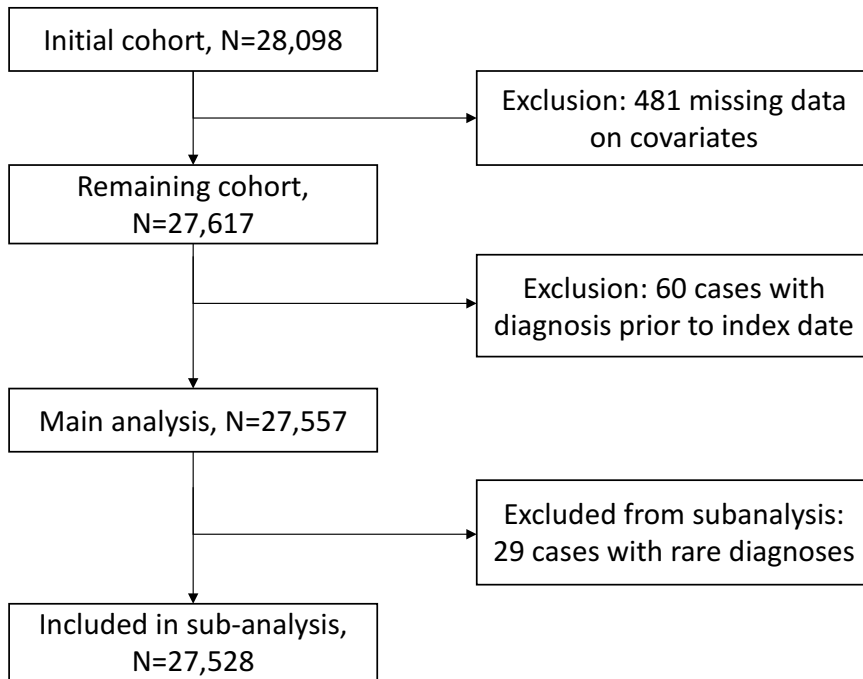 Initial cohort, N=28,098
Exclusion: 481 missing data
on covariates
Remaining cohort,
N=27,617
Exclusion: 60 cases with
diagnosis prior to index date
Main analysis, N=27,557
Excluded from subanalysis:
29 cases with rare diagnoses
Included in sub-analysis,
N=27,528